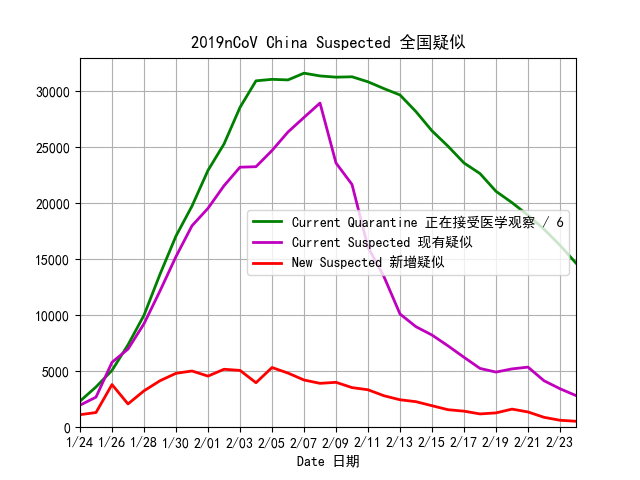 2019nCoV China Suspected 全国疑似
30000
25000
20000
15000
10000
5000
0
Current Quarantine 正在接受医学观察 / 6
Current Suspected 现有疑似
New Suspected 新增疑似
1/24 1/26 1/28 1/30 2/01 2/03 2/05 2/07 2/09 2/11 2/13 2/15 2/17 2/19 2/21 2/23
Date 日期